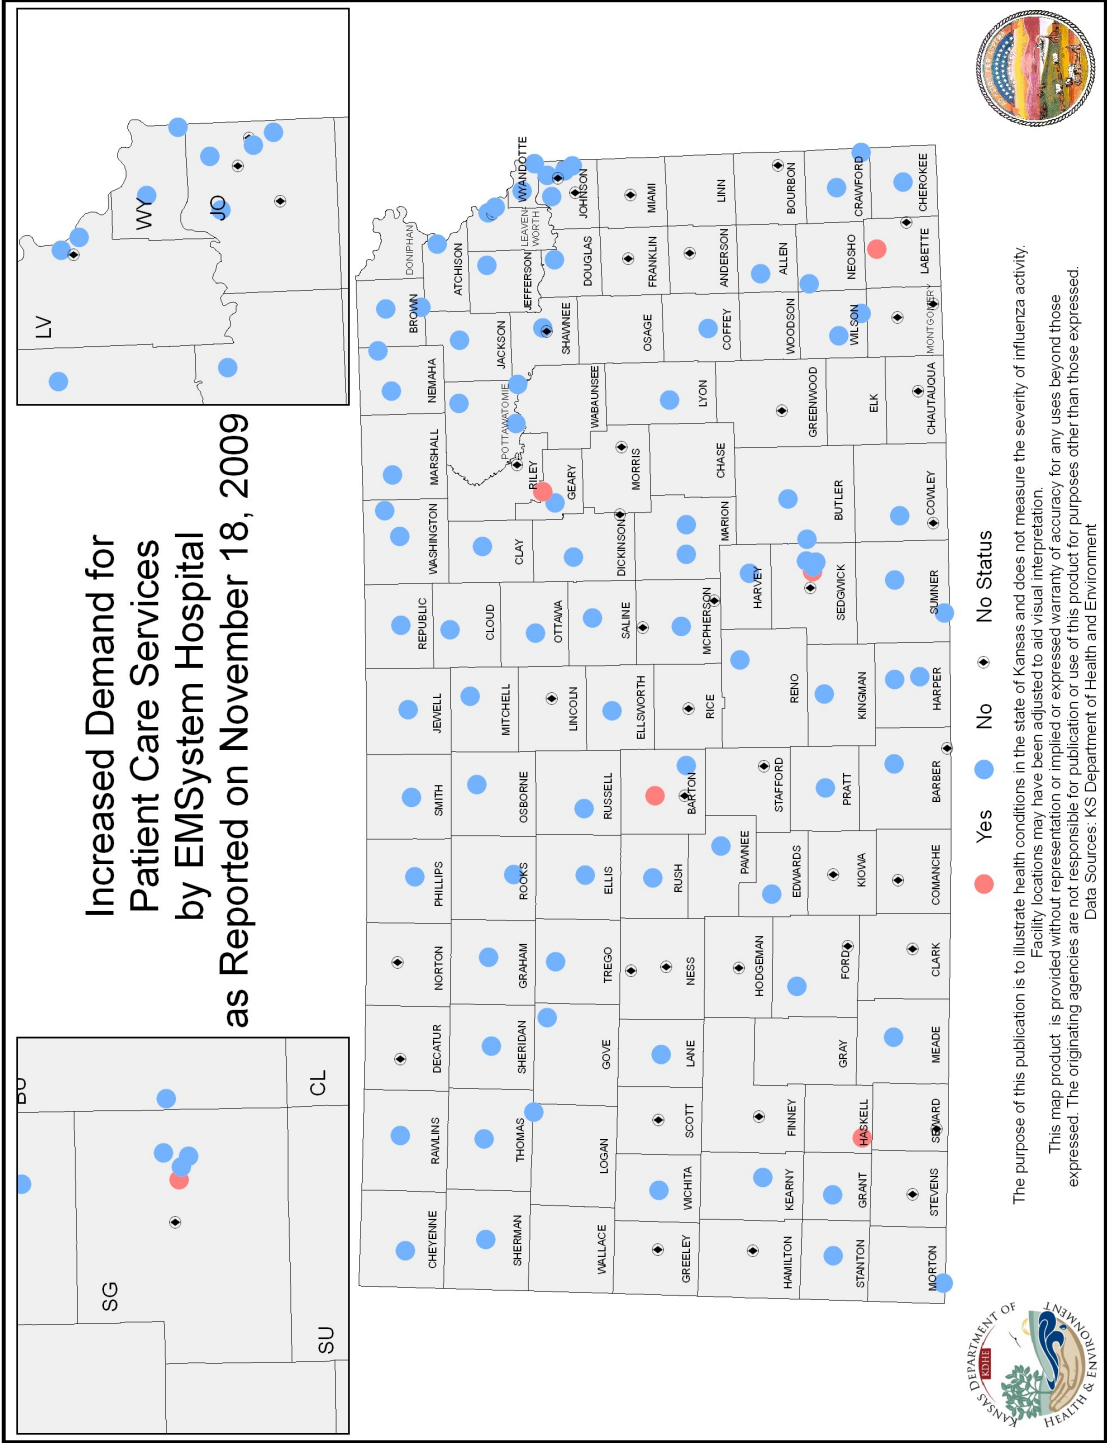 Increased Demand for
Patient Care Services
by EMSystem Hospital
as Reported on November 18, 2009
SG
SU
CL
LV
WY
JO
CHEYENNE
RAWLINS
DECATUR
NORTON
PHILLIPS
SMITH
JEWELL
REPUBLIC
WASHINGTON
MARSHALL
NEMAHA
BROWN
DONIPHAN
SHERMAN
THOMAS
SHERIDAN
GRAHAM
ROOKS
OSBORNE
MITCHELL
CLOUD
CLAY
RILEY
POTTAWATOMIE
JACKSON
ATCHISON
JEFFERSON
LEAVEN-
WORTH
WYANDOTTE
WALLACE
LOGAN
GOVE
TREGO
ELLIS
RUSSELL
LINCOLN
OTTAWA
SALINE
DICKINSON
GEARY
WABAUNSEE
SHAWNEE
DOUGLAS
JOHNSON
GREELEY
WICHITA
SCOTT
LANE
NESS
RUSH
BARTON
ELLSWORTH
RICE
MCPHERSON
MARION
MORRIS
CHASE
LYON
OSAGE
FRANKLIN
MIAMI
HAMILTON
KEARNY
FINNEY
HODGEMAN
PAWNEE
STAFFORD
RENO
HARVEY
BUTLER
GREENWOOD
COFFEY
ANDERSON
LINN
WOODSON
ALLEN
BOURBON
STANTON
GRANT
HASKELL
GRAY
FORD
EDWARDS
KIOWA
PRATT
KINGMAN
SEDGWICK
ELK
WILSON
NEOSHO
CRAWFORD
MORTON
STEVENS
SEWARD
MEADE
CLARK
COMANCHE
BARBER
HARPER
SUMNER
COWLEY
CHAUTAUQUA
MONTGOMERY
LABETTE
CHEROKEE
Yes
No
No Status
The purpose of this publication is to illustrate health conditions in the state of Kansas and does not measure the severity of influenza activity.
Facility locations may have been adjusted to aid visual interpretation.
This map product is provided without representation or implied or expressed warranty of accuracy for any uses beyond those
expressed. The originating agencies are not responsible for publication or use of this product for purposes other than those expressed.
Data Sources: KS Department of Health and Environment
KANSAS DEPARTMENT OF
HEALTH & ENVIRONMENT
KDHE